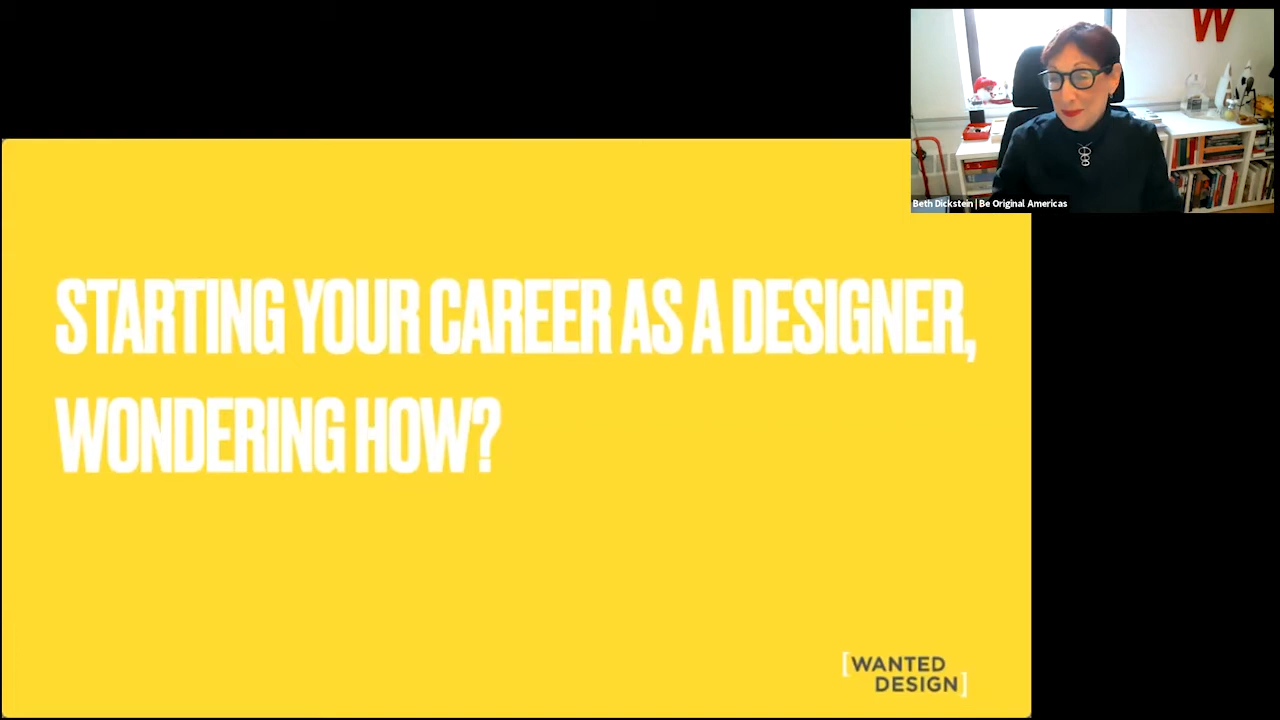 W
Beth Dickstein | Be Original Americas
STARTING YOUR CAREER AS A DESIGNER,
WONDERING HOW?
[WANTED
DESIGN]